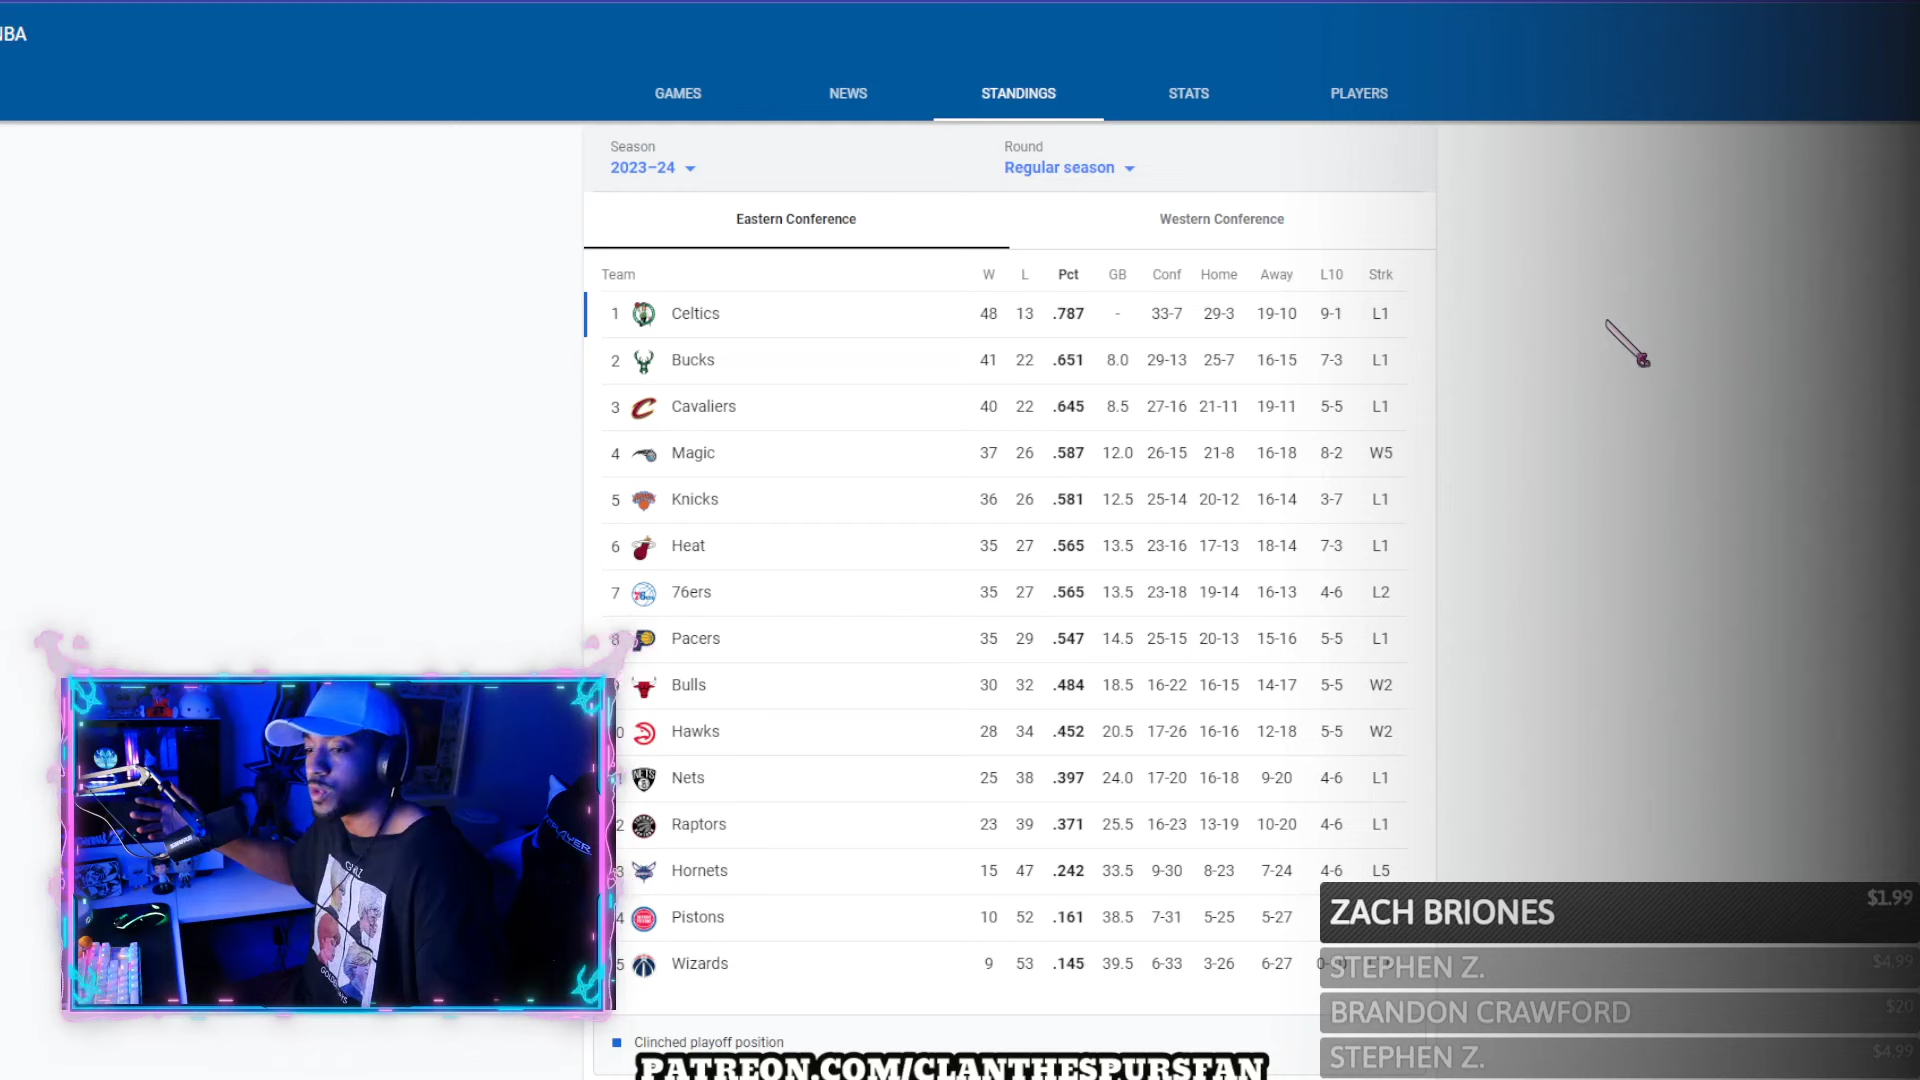 NBA
GAMES NEWS STANDINGS STATS PLAYERS
Season Round
2023–24 Regular season
Eastern Conference Western Conference
Team W L Pct GB Conf Home Away L10 Strk
1 Celtics 48 13 .787 - 33-7 29-3 19-10 9-1 L1
2 Bucks 41 22 .651 8.0 29-13 25-7 16-15 7-3 L1
3 Cavaliers 40 22 .645 8.5 27-16 21-11 19-11 5-5 L1
4 Magic 37 26 .587 12.0 26-15 21-8 16-18 8-2 W5
5 Knicks 36 26 .581 12.5 25-14 20-12 16-14 3-7 L1
6 Heat 35 27 .565 13.5 23-16 17-13 18-14 7-3 L1
7 76ers 35 27 .565 13.5 23-18 19-14 16-13 4-6 L2
8 Pacers 35 29 .547 14.5 25-15 20-13 15-16 5-5 L1
Bulls 30 32 .484 18.5 16-22 16-15 14-17 5-5 W2
0 Hawks 28 34 .452 20.5 17-26 16-16 12-18 5-5 W2
Nets 25 38 .397 24.0 17-20 16-18 9-20 4-6 L1
2 Raptors 23 39 .371 25.5 16-23 13-19 10-20 4-6 L1
3 Hornets 15 47 .242 33.5 9-30 8-23 7-24 4-6 L5
4 Pistons 10 52 .161 38.5 7-31 5-25 5-27
5 Wizards 9 53 .145 39.5 6-33 3-26 6-27
Clinched playoff position
PATREON.COM/CLANTHESPURSFAN
ZACH BRIONES $1.99
STEPHEN Z. $4.99
BRANDON CRAWFORD $20
STEPHEN Z. $4.99